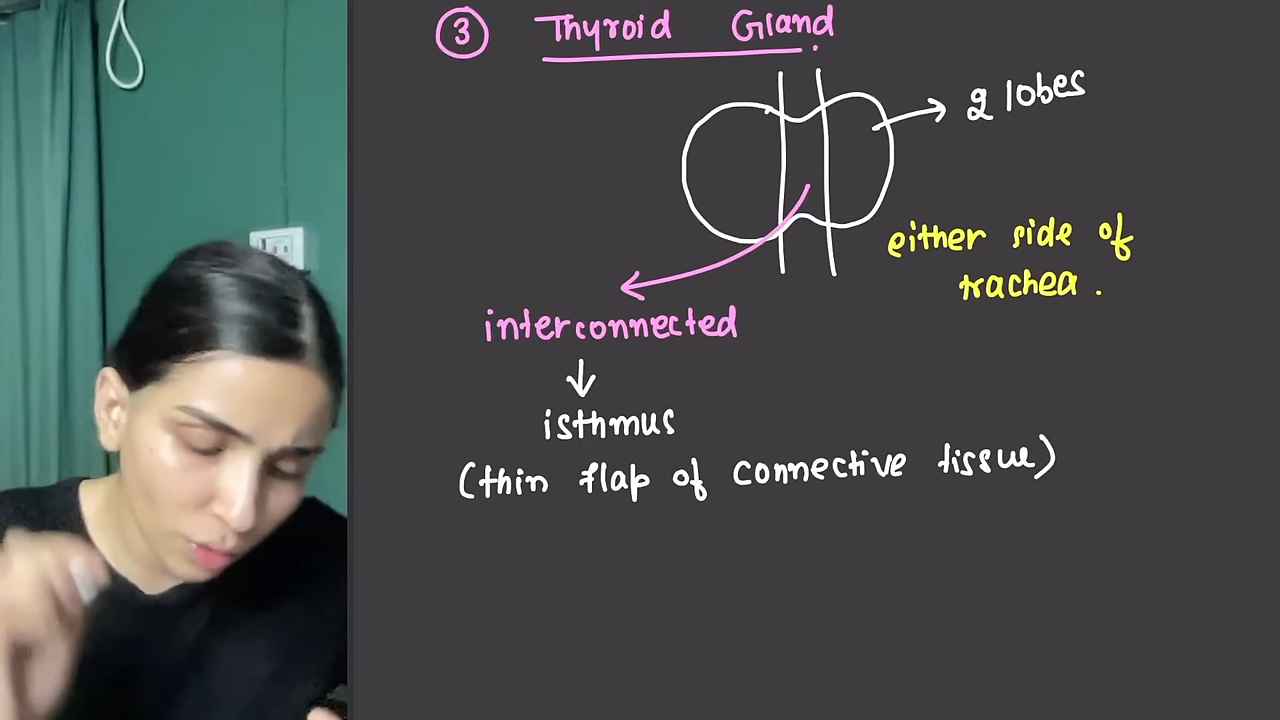 3 Thyroid Gland
2 lobes
either side of
trachea.
interconnected
isthmus
(thin flap of connective tissue)